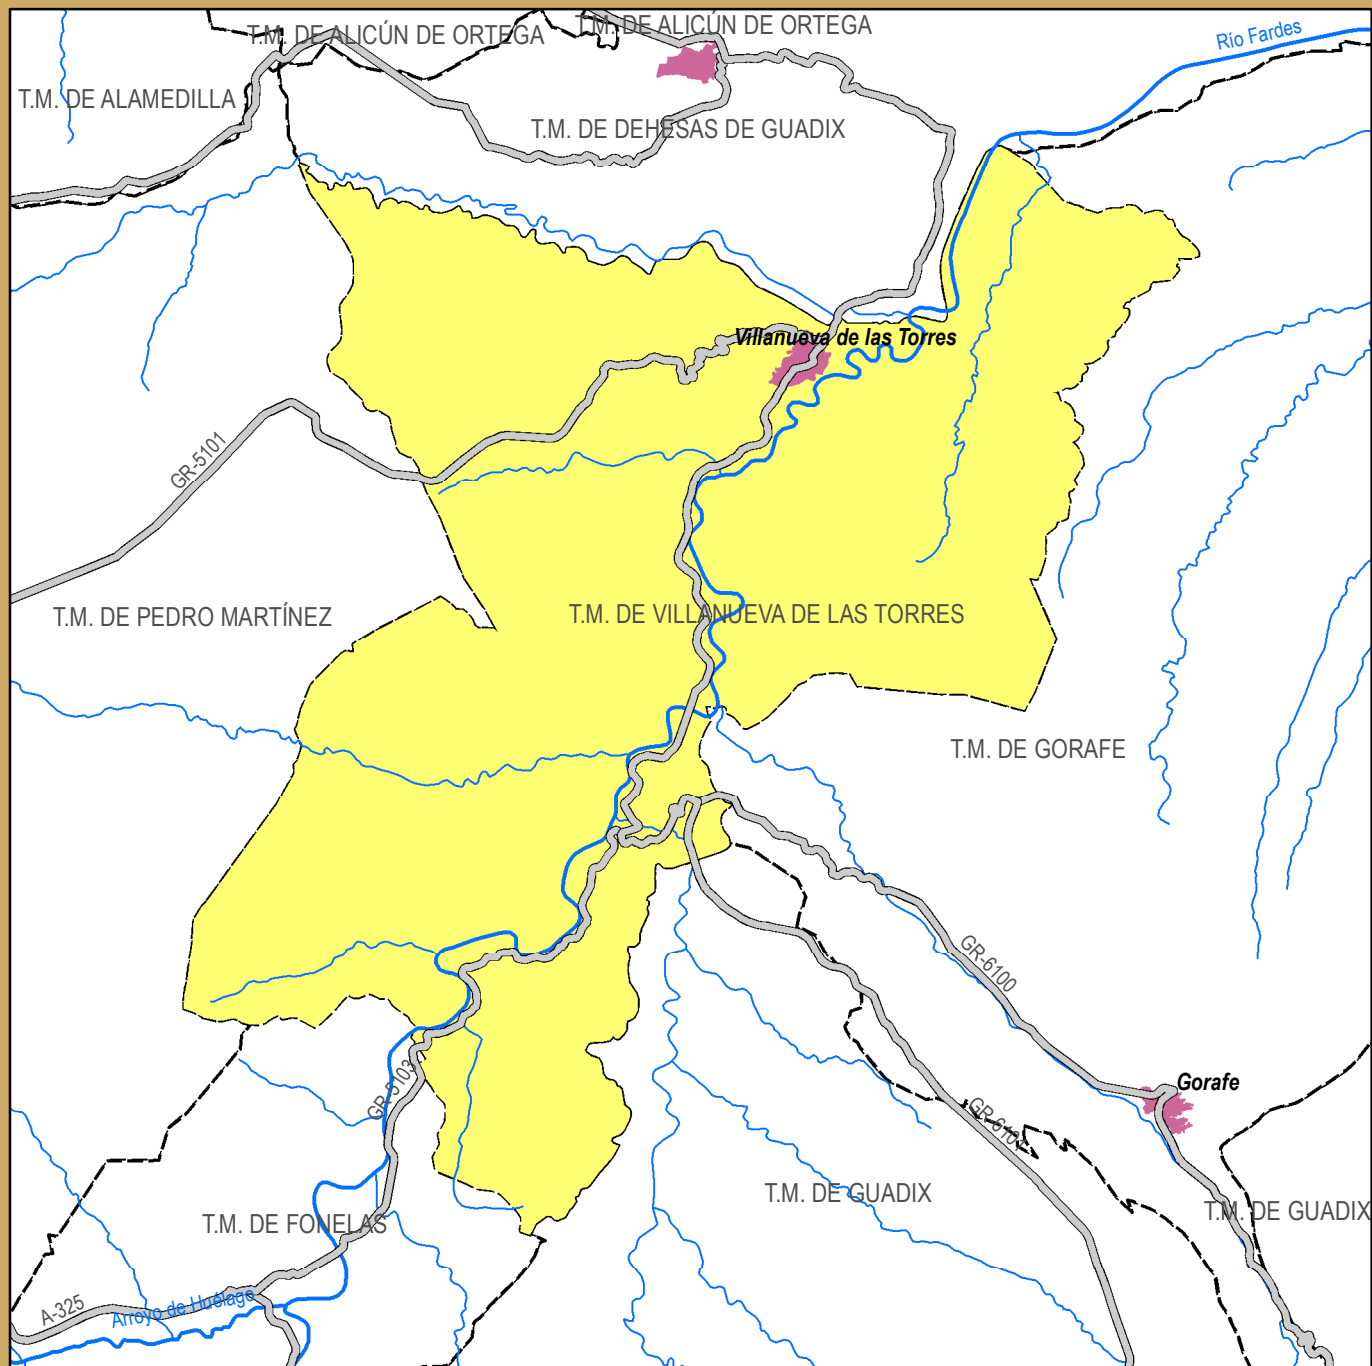 T.M. DE ALICÚN DE ORTEGA
T.M. DE ALICÚN DE ORTEGA
Río Fardes
T.M. DE ALAMEDILLA
T.M. DE DEHESAS DE GUADIX
Villanueva de las Torres
GR-5101
T.M. DE PEDRO MARTÍNEZ
T.M. DE VILLANUEVA DE LAS TORRES
T.M. DE GORAFE
GR-6100
GR-5103
Gorafe
GR-6101
T.M. DE GUADIX
T.M. DE GUADIX
T.M. DE FONELAS
A-325
Arroyo de Huélago